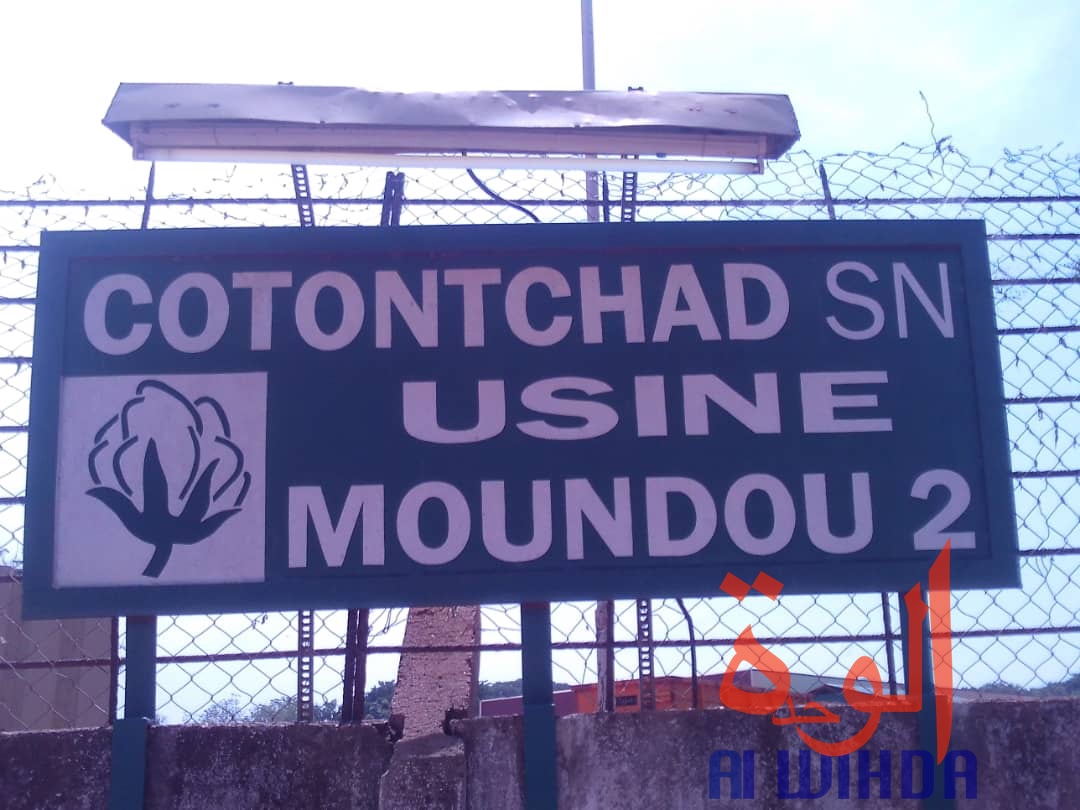 COTONTCHAD SN
USINE
MOUNDOU 2
الوحدة
Al WIHDA